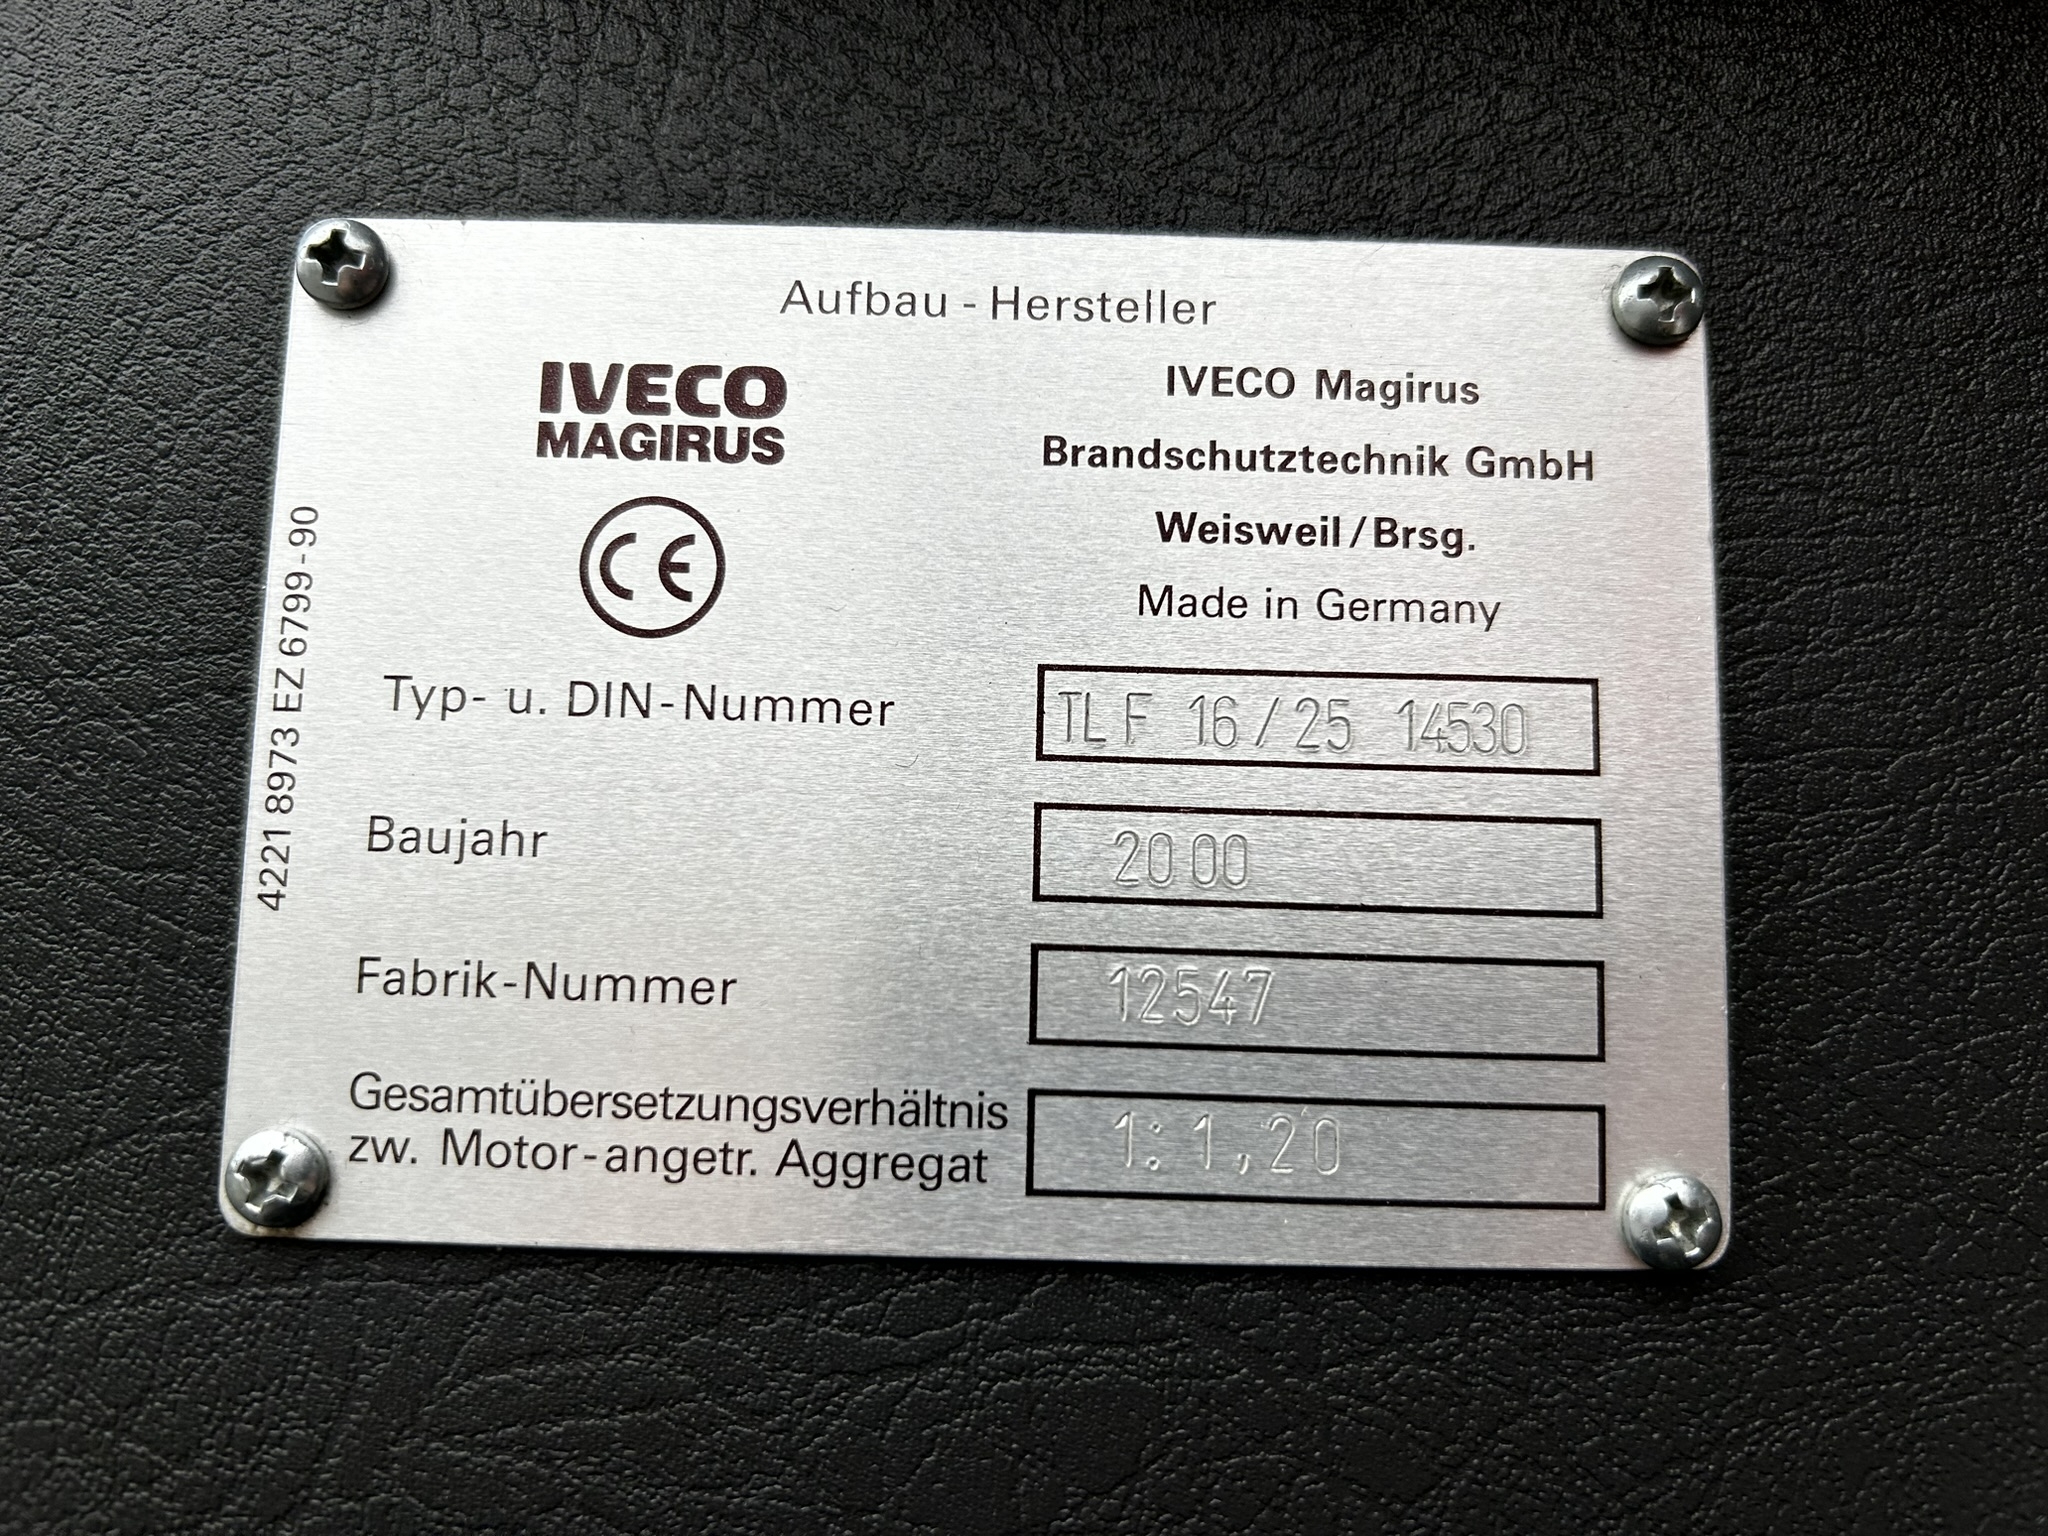 Aufbau - Hersteller
IVECO
MAGIRUS
CE
IVECO Magirus
Brandschutztechnik GmbH
Weisweil / Brsg.
Made in Germany
4221 8973 EZ 6799-90
Typ- u. DIN-Nummer
TLF 16/25 14530
Baujahr
2000
Fabrik-Nummer
12547
Gesamtübersetzungsverhältnis
zw. Motor-angetr. Aggregat
1:1,20